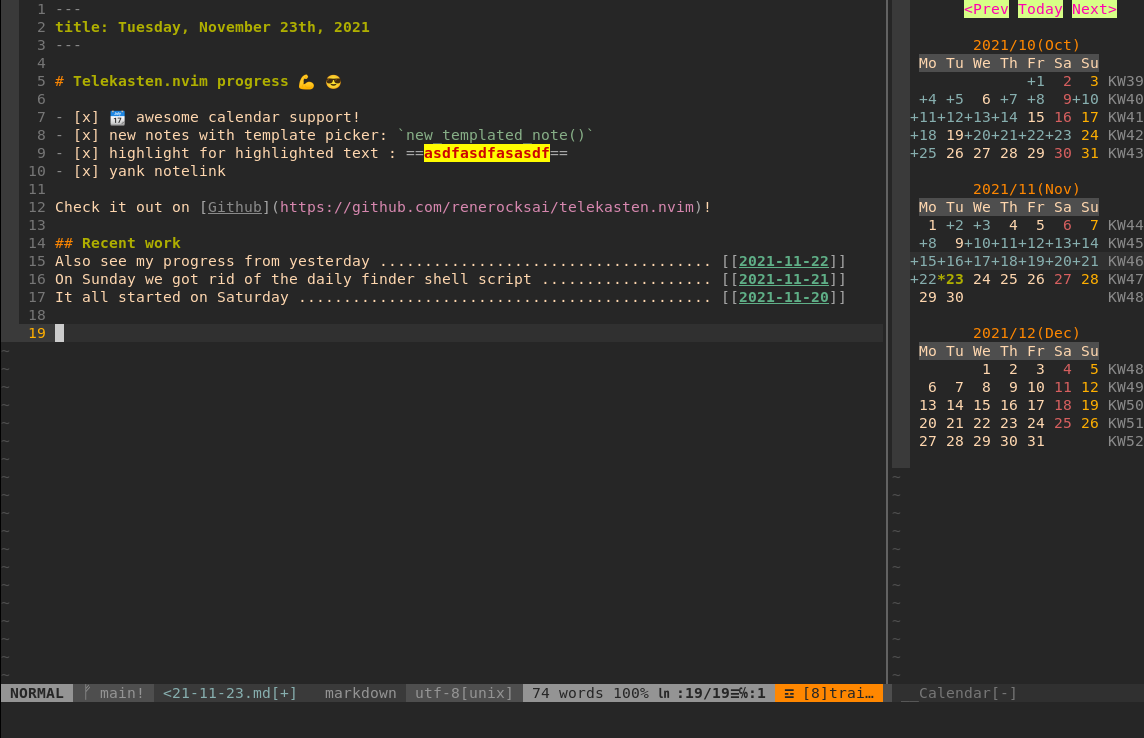 1 ---
2 title: Tuesday, November 23th, 2021
3 ---
4
5 # Telekasten.nvim progress 💪 😎
6
7 - [x] 📆 awesome calendar support!
8 - [x] new notes with template picker: `new_templated_note()`
9 - [x] highlight for highlighted text : ==asdfasdfasasdf==
10 - [x] yank notelink
11
12 Check it out on [Github](https://github.com/renerocksai/telekasten.nvim)!
13
14 ## Recent work
15 Also see my progress from yesterday ..................................... [[2021-11-22]]
16 On Sunday we got rid of the daily finder shell script ................... [[2021-11-21]]
17 It all started on Saturday .............................................. [[2021-11-20]]
18
19
NORMAL main! <21-11-23.md[+] markdown utf-8[unix] 74 words 100% ㏑ :19/19☰℅:1 ☲ [8]trai…
<Prev Today Next>
2021/10(Oct)
Mo Tu We Th Fr Sa Su
+1 2 3 KW39
+4 +5 6 +7 +8 9+10 KW40
+11+12+13+14 15 16 17 KW41
+18 19+20+21+22+23 24 KW42
+25 26 27 28 29 30 31 KW43
2021/11(Nov)
Mo Tu We Th Fr Sa Su
1 +2 +3 4 5 6 7 KW44
+8 9+10+11+12+13+14 KW45
+15+16+17+18+19+20+21 KW46
+22*23 24 25 26 27 28 KW47
29 30 KW48
2021/12(Dec)
Mo Tu We Th Fr Sa Su
1 2 3 4 5 KW48
6 7 8 9 10 11 12 KW49
13 14 15 16 17 18 19 KW50
20 21 22 23 24 25 26 KW51
27 28 29 30 31 KW52
__Calendar[-]